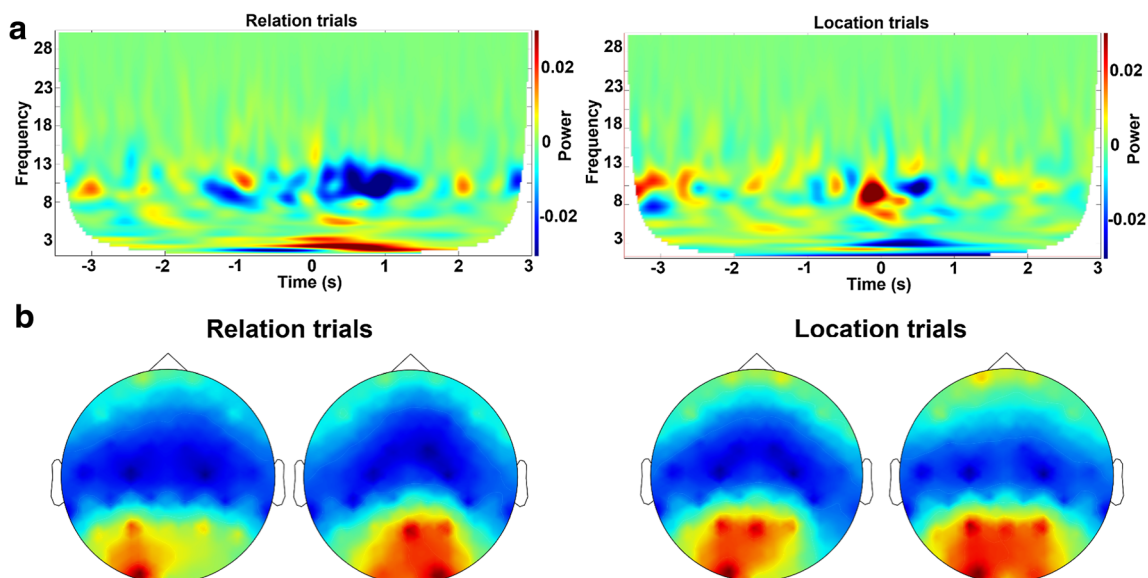 a
Relation trials
28
23
18
13
8
3
Frequency
-3
-2
-1
0
1
2
3
Time (s)
0.02
0
-0.02
Power
Location trials
28
23
18
13
8
3
Frequency
-3
-2
-1
0
1
2
3
Time (s)
0.02
0
-0.02
Power
b
Relation trials
Location trials